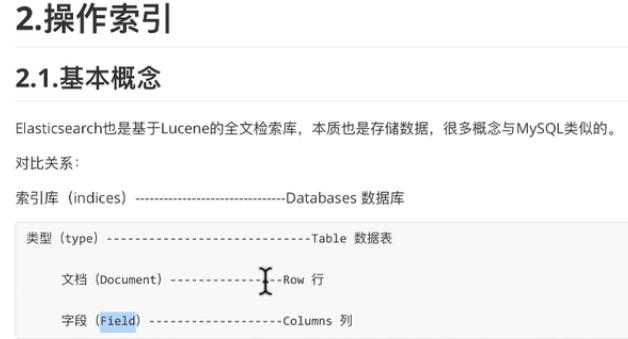 2.操作索引
2.1.基本概念
Elasticsearch也是基于Lucene的全文检索库，本质也是存储数据，很多概念与MySQL类似的。
对比关系：
索引库（indices）--------------------------------Databases 数据库
类型（type）-----------------------------Table 数据表
文档（Document）----------------Row 行
字段（Field）-------------------Columns 列